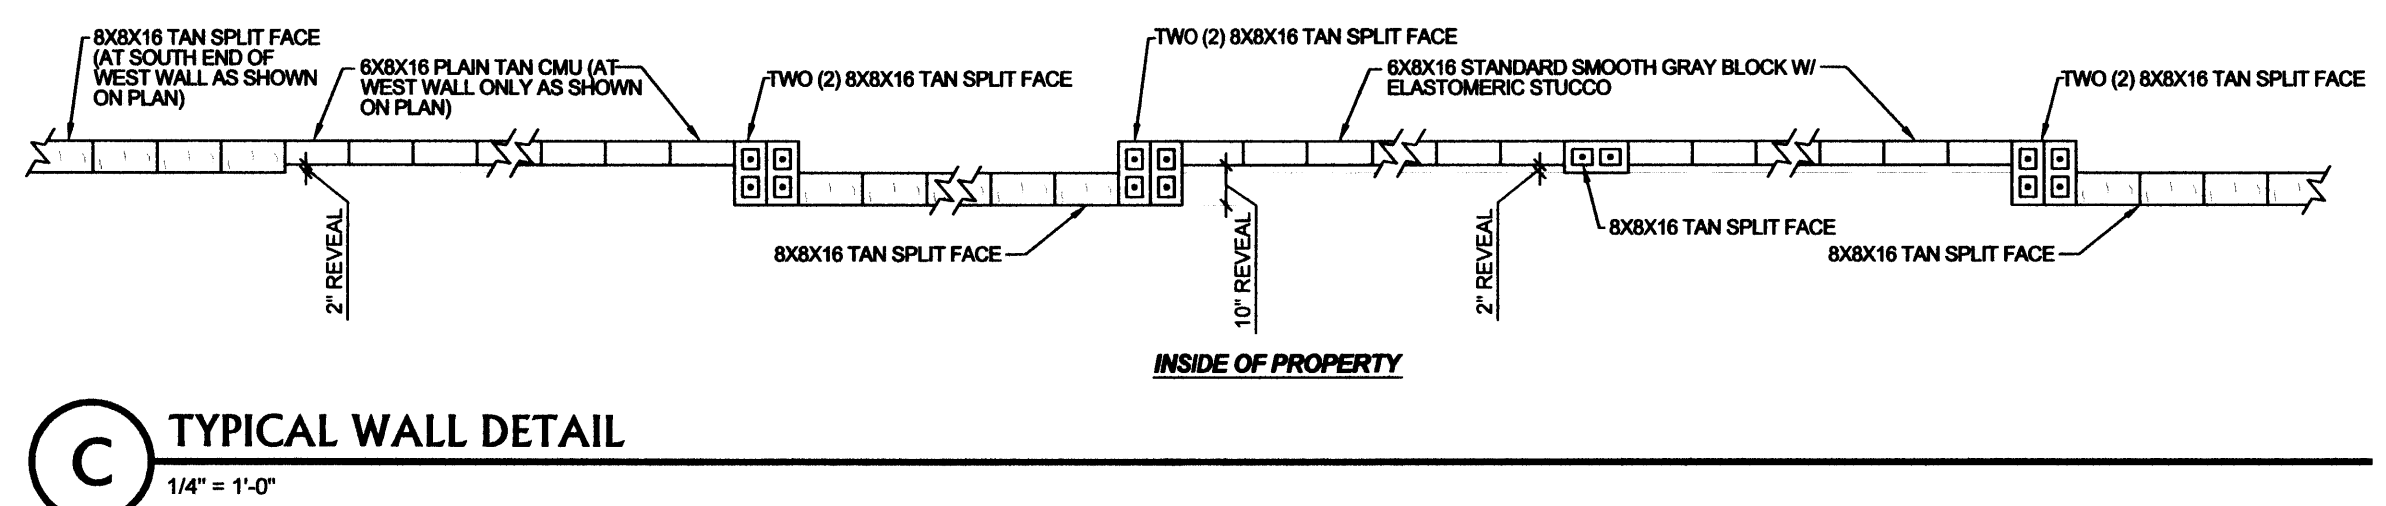 8X8X16 TAN SPLIT FACE
(AT SOUTH END OF
WEST WALL AS SHOWN
ON PLAN)
6X8X16 PLAIN TAN CMU (AT
WEST WALL ONLY AS SHOWN
ON PLAN)
TWO (2) 8X8X16 TAN SPLIT FACE
TWO (2) 8X8X16 TAN SPLIT FACE
6X8X16 STANDARD SMOOTH GRAY BLOCK W/
ELASTOMERIC STUCCO
TWO (2) 8X8X16 TAN SPLIT FACE
2" REVEAL
8X8X16 TAN SPLIT FACE
10" REVEAL
2" REVEAL
8X8X16 TAN SPLIT FACE
8X8X16 TAN SPLIT FACE
INSIDE OF PROPERTY
C
TYPICAL WALL DETAIL
1/4" = 1'-0"